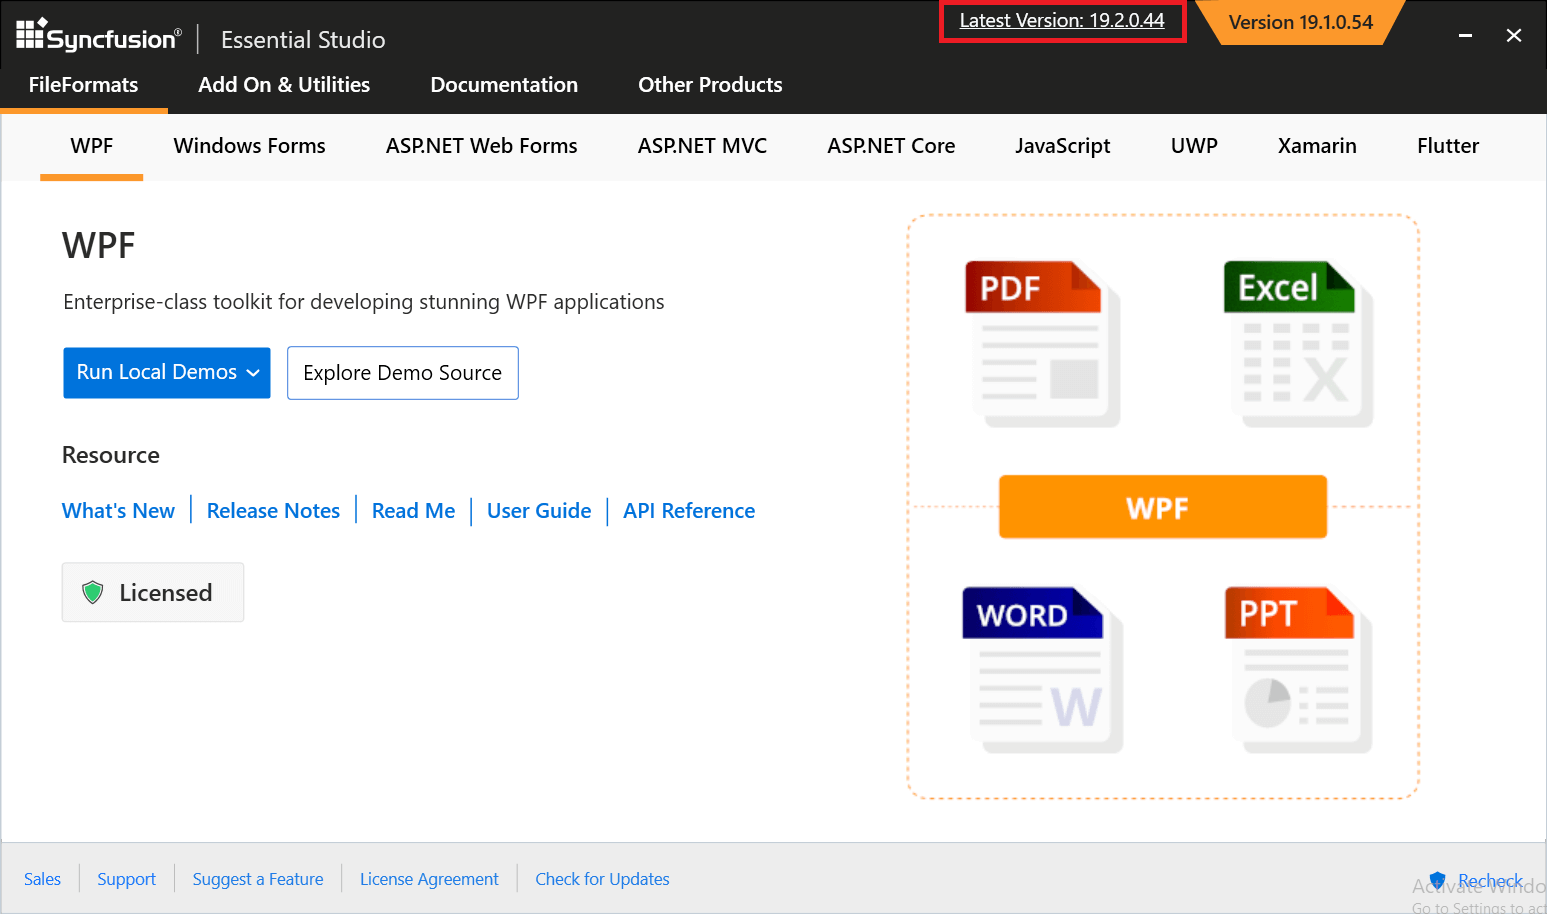 Syncfusion® Essential Studio
Latest Version: 19.2.0.44
Version 19.1.0.54
FileFormats Add On & Utilities Documentation Other Products
WPF Windows Forms ASP.NET Web Forms ASP.NET MVC ASP.NET Core JavaScript UWP Xamarin Flutter
WPF
Enterprise-class toolkit for developing stunning WPF applications
Run Local Demos Explore Demo Source
Resource
What's New Release Notes Read Me User Guide API Reference
Licensed
PDF Excel
X
WPF
WORD PPT
W
Sales Support Suggest a Feature License Agreement Check for Updates Recheck
Activate Windo
Go to Settings to act